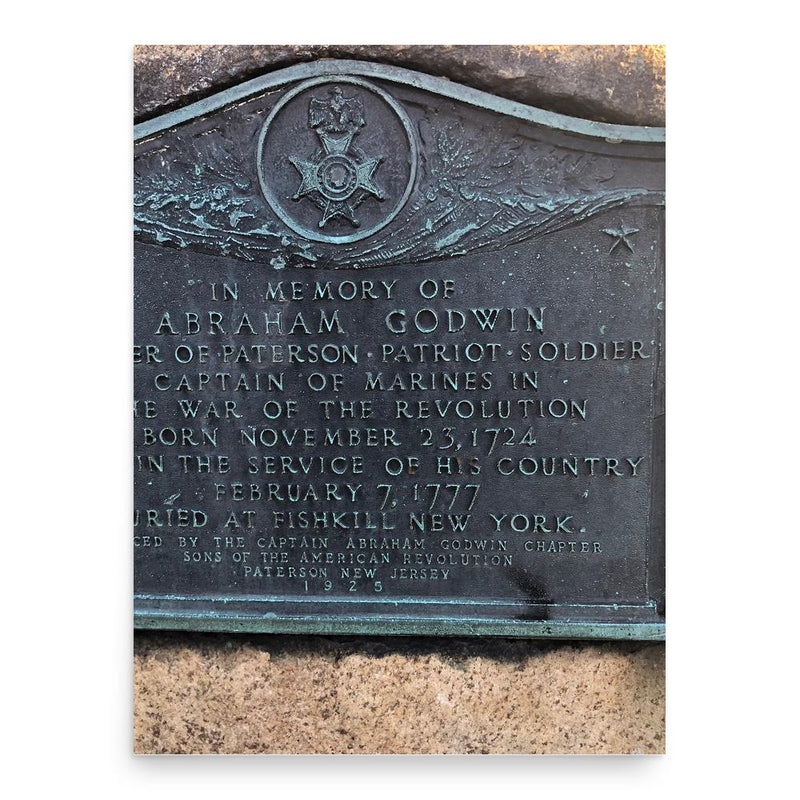 IN MEMORY OF
ABRAHAM GODWIN
ER OF PATERSON · PATRIOT · SOLDIER
CAPTAIN OF MARINES IN
HE WAR OF THE REVOLUTION
BORN NOVEMBER 23, 1724
IN THE SERVICE OF HIS COUNTRY
FEBRUARY 7, 1777
URIED AT FISHKILL NEW YORK.
CED BY THE CAPTAIN ABRAHAM GODWIN CHAPTER
SONS OF THE AMERICAN REVOLUTION
PATERSON NEW JERSEY
1925